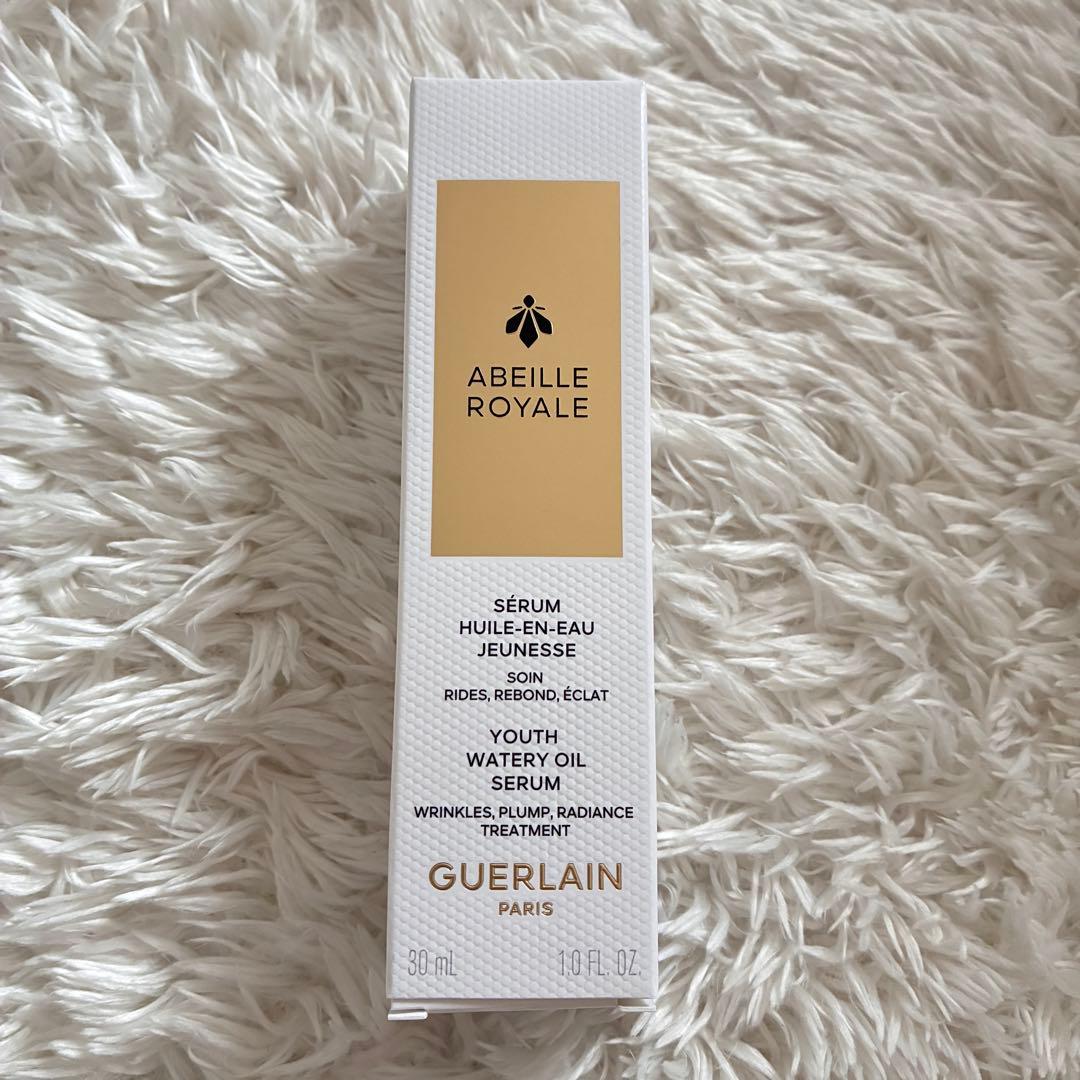 ABEILLE
ROYALE
SÉRUM
HUILE-EN-EAU
JEUNESSE
SOIN
RIDES, REBOND, ÉCLAT
YOUTH
WATERY OIL
SERUM
WRINKLES, PLUMP, RADIANCE
TREATMENT
GUERLAIN
PARIS
30 mL 1.0 FL. OZ.